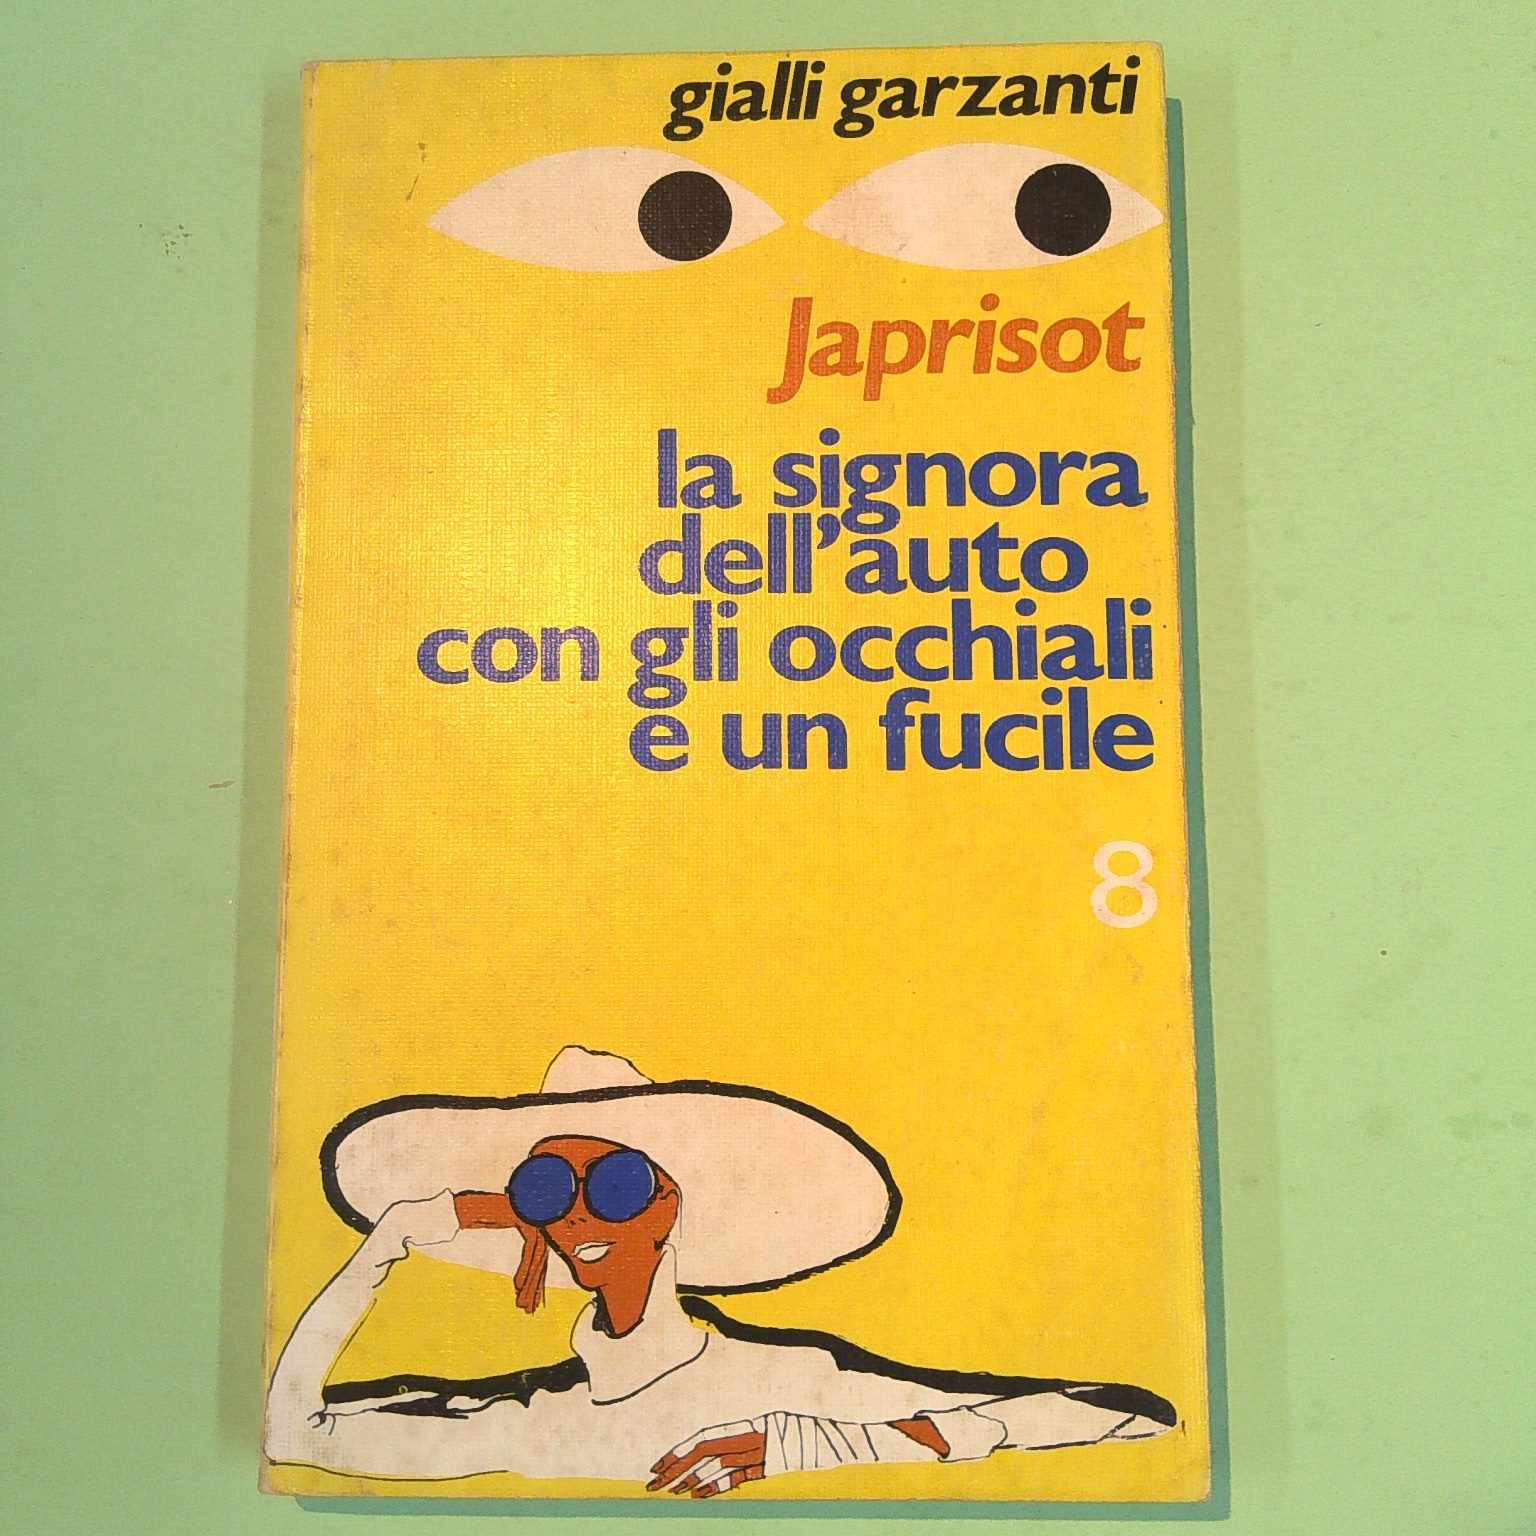 gialli garzanti
Japrisot
la signora
dell'auto
con gli occhiali
e un fucile
8